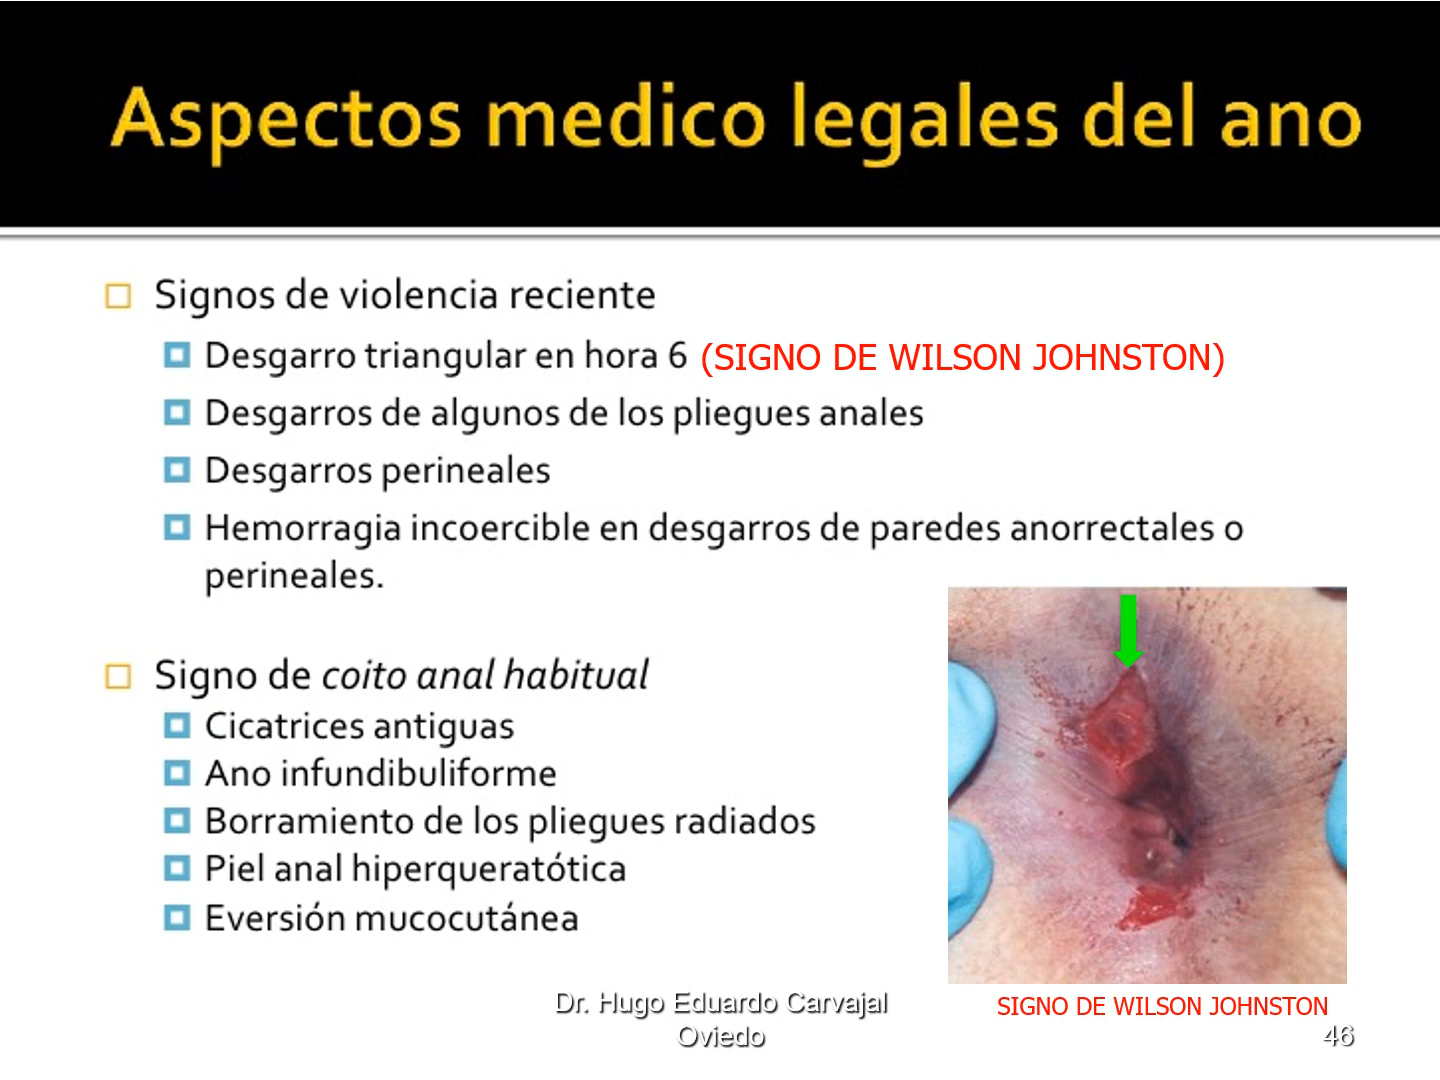 Aspectos medico legales del ano
Signos de violencia reciente
Desgarro triangular en hora 6 (SIGNO DE WILSON JOHNSTON)
Desgarros de algunos de los pliegues anales
Desgarros perineales
Hemorragia incoercible en desgarros de paredes anorrectales o
perineales.
Signo de coito anal habitual
Cicatrices antiguas
Ano infundibuliforme
Borramiento de los pliegues radiados
Piel anal hiperqueratótica
Eversión mucocutánea
SIGNO DE WILSON JOHNSTON
Dr. Hugo Eduardo Carvajal
Oviedo
46